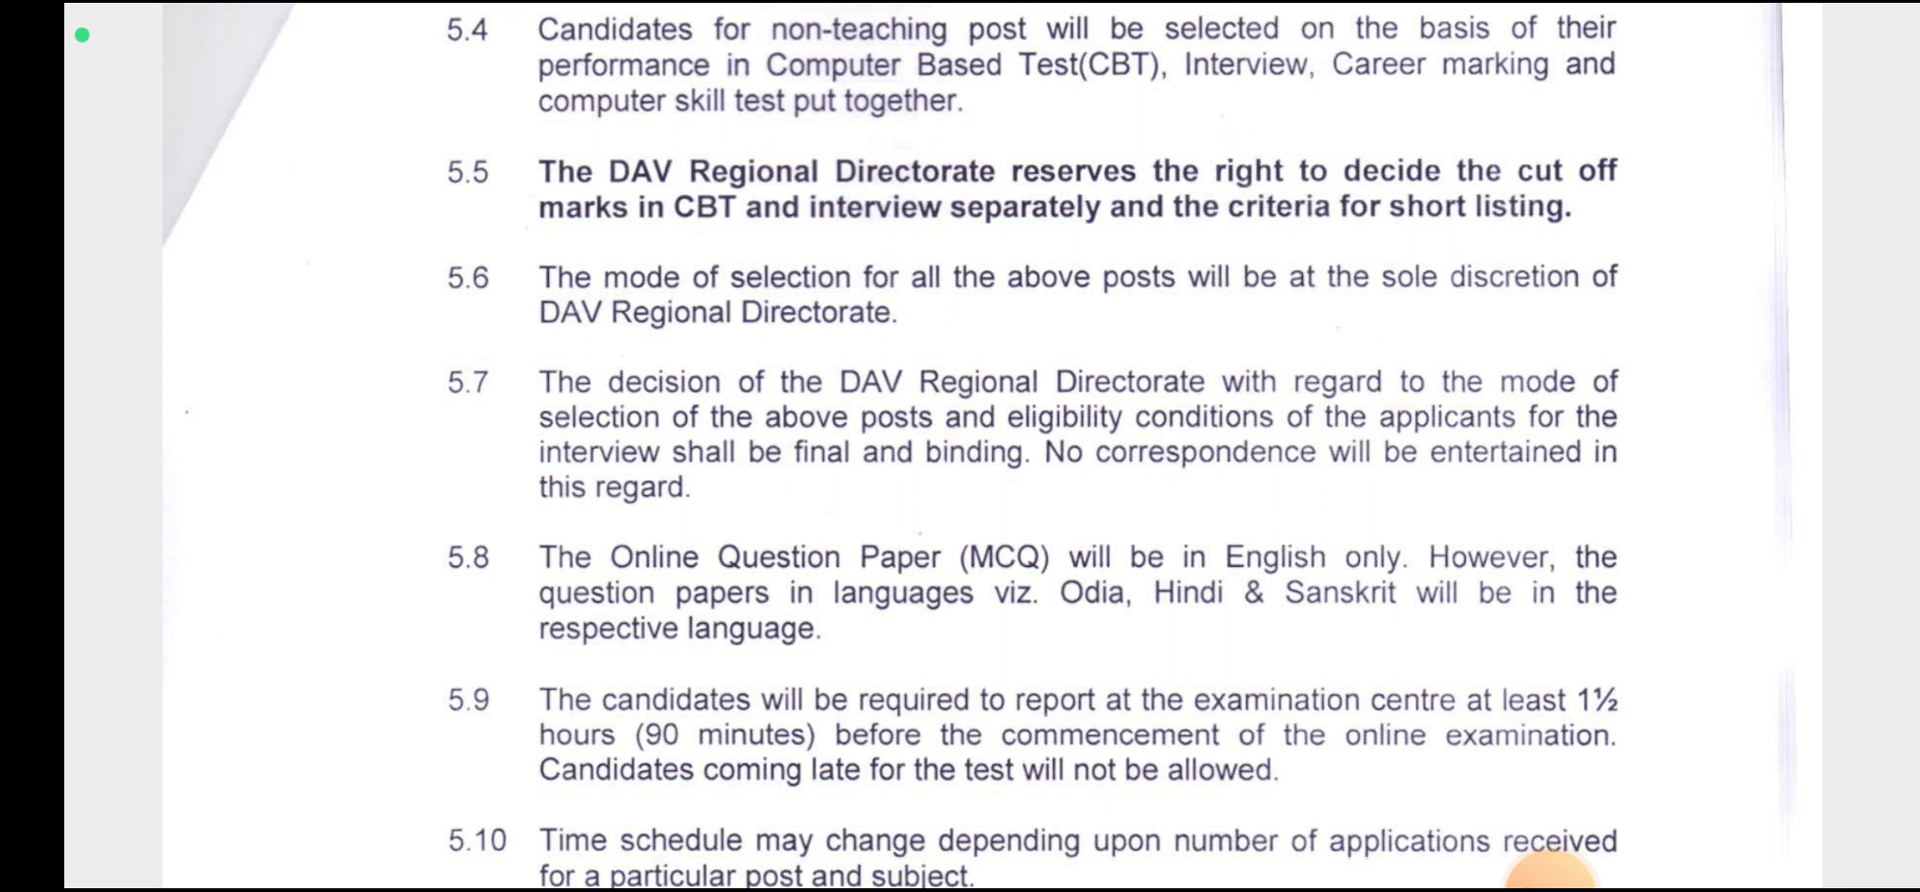 5.4 Candidates for non-teaching post will be selected on the basis of their
performance in Computer Based Test(CBT), Interview, Career marking and
computer skill test put together.
5.5 The DAV Regional Directorate reserves the right to decide the cut off
marks in CBT and interview separately and the criteria for short listing.
5.6 The mode of selection for all the above posts will be at the sole discretion of
DAV Regional Directorate.
5.7 The decision of the DAV Regional Directorate with regard to the mode of
selection of the above posts and eligibility conditions of the applicants for the
interview shall be final and binding. No correspondence will be entertained in
this regard.
5.8 The Online Question Paper (MCQ) will be in English only. However, the
question papers in languages viz. Odia, Hindi & Sanskrit will be in the
respective language.
5.9 The candidates will be required to report at the examination centre at least 1½
hours (90 minutes) before the commencement of the online examination.
Candidates coming late for the test will not be allowed.
5.10 Time schedule may change depending upon number of applications received
for a particular post and subject.